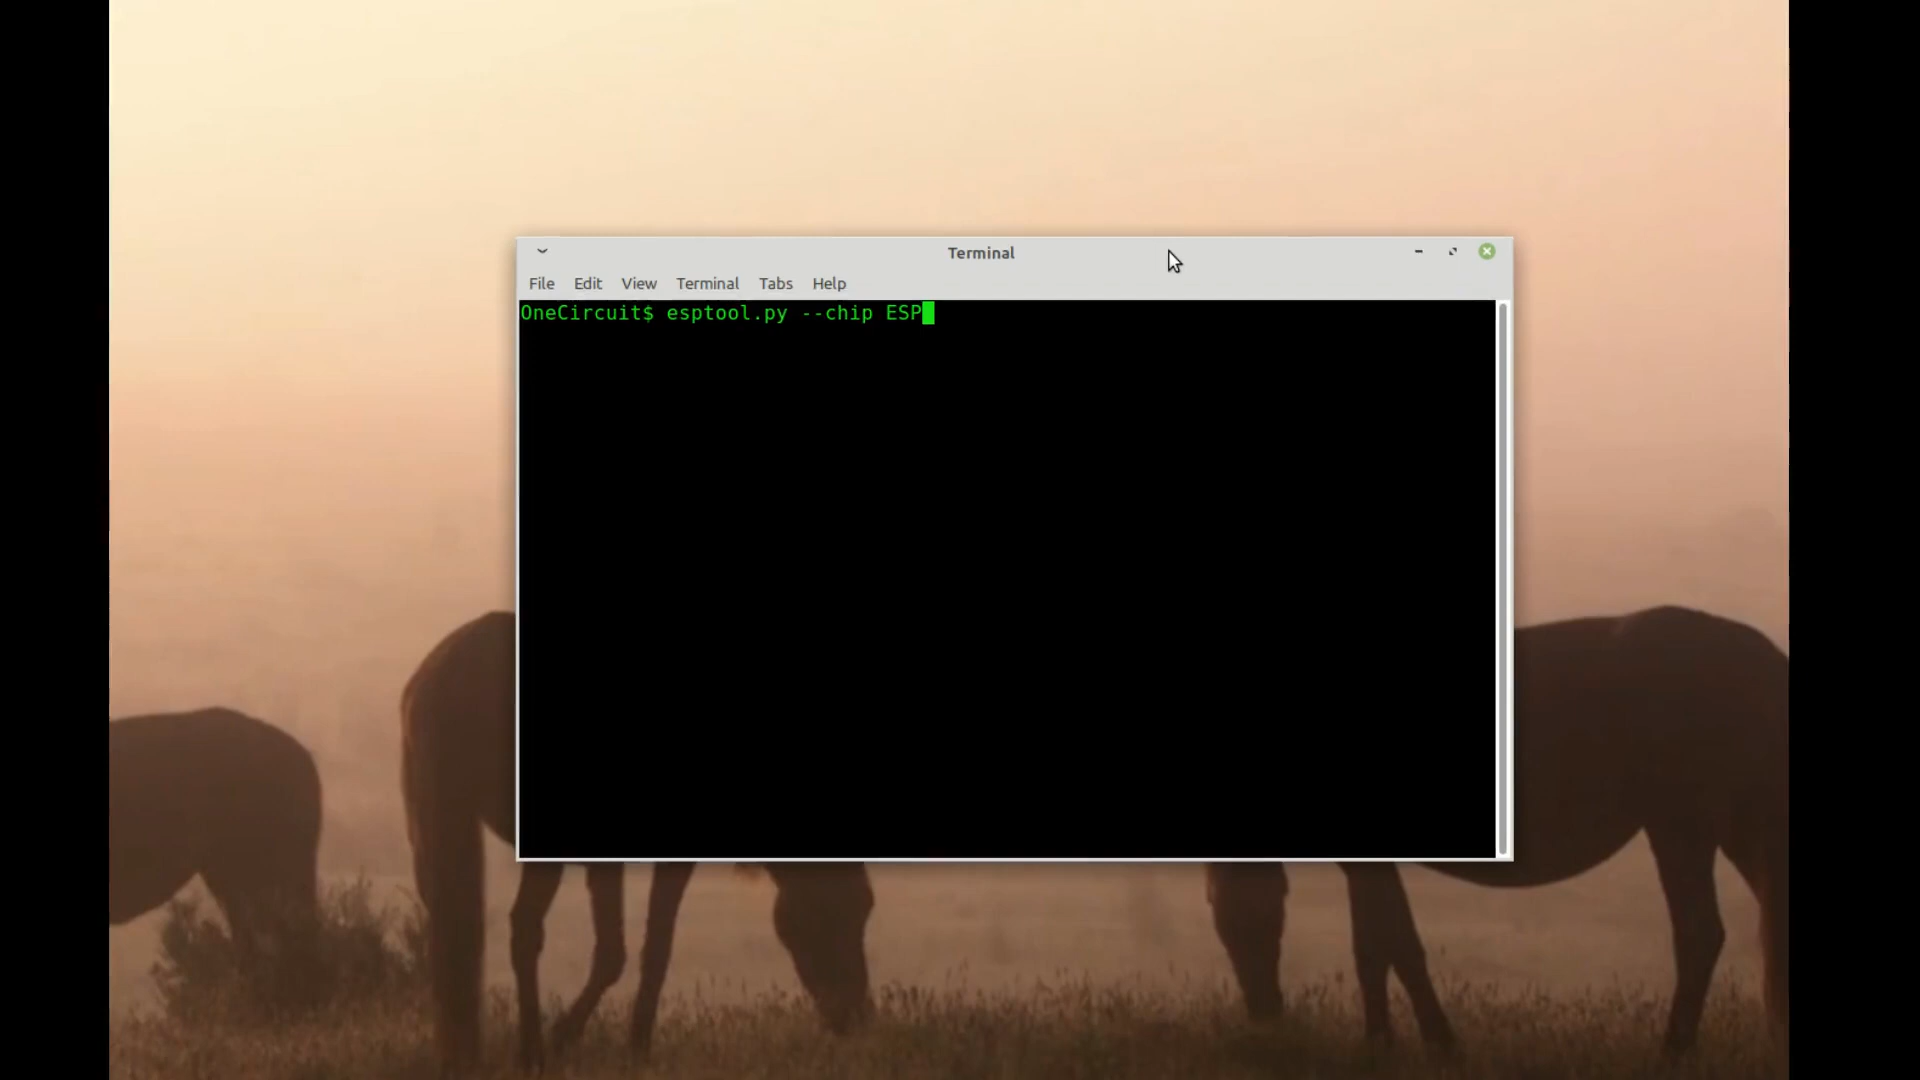 Terminal
File Edit View Terminal Tabs Help
OneCircuit$ esptool.py --chip ESP